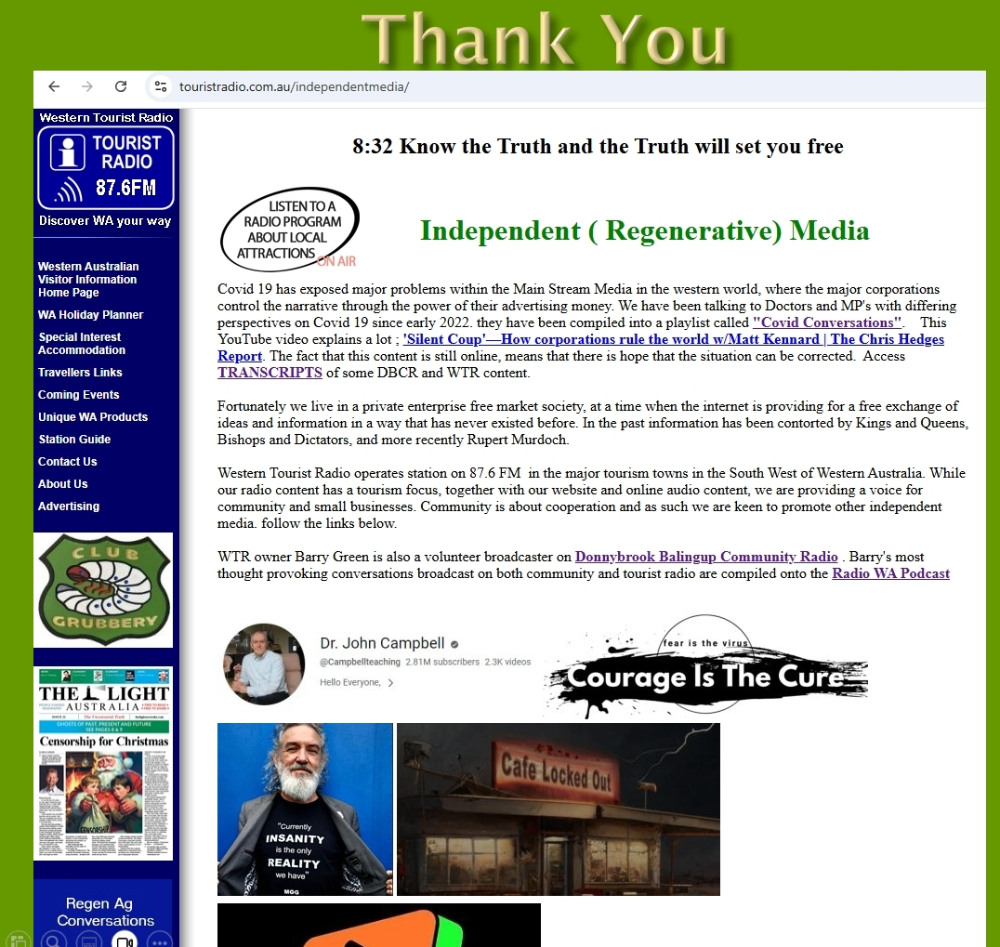 Thank You
touristradio.com.au/independentmedia/
Western Tourist Radio
TOURIST
RADIO
87.6FM
Discover WA your way
Western Australian
Visitor Information
Home Page
WA Holiday Planner
Special Interest
Accommodation
Travellers Links
Coming Events
Unique WA Products
Station Guide
Contact Us
About Us
Advertising
CLUB
GRUBBERY
THE LIGHT
AUSTRALIA
The Uncensored Truth
GHOSTS OF PAST, PRESENT AND FUTURE
SEE PAGES 8 & 9
Censorship for Christmas
CENSORSHIP
Regen Ag
Conversations
8:32 Know the Truth and the Truth will set you free
LISTEN TO A
RADIO PROGRAM
ABOUT LOCAL
ATTRACTIONS
ON AIR
Independent ( Regenerative) Media
Covid 19 has exposed major problems within the Main Stream Media in the western world, where the major corporations
control the narrative through the power of their advertising money. We have been talking to Doctors and MP's with differing
perspectives on Covid 19 since early 2022. they have been compiled into a playlist called "Covid Conversations". This
YouTube video explains a lot ; 'Silent Coup'—How corporations rule the world w/Matt Kennard | The Chris Hedges
Report. The fact that this content is still online, means that there is hope that the situation can be corrected. Access
TRANSCRIPTS of some DBCR and WTR content.
Fortunately we live in a private enterprise free market society, at a time when the internet is providing for a free exchange of
ideas and information in a way that has never existed before. In the past information has been contorted by Kings and Queens,
Bishops and Dictators, and more recently Rupert Murdoch.
Western Tourist Radio operates station on 87.6 FM in the major tourism towns in the South West of Western Australia. While
our radio content has a tourism focus, together with our website and online audio content, we are providing a voice for
community and small businesses. Community is about cooperation and as such we are keen to promote other independent
media. follow the links below.
WTR owner Barry Green is also a volunteer broadcaster on Donnybrook Balingup Community Radio . Barry's most
thought provoking conversations broadcast on both community and tourist radio are compiled onto the Radio WA Podcast
Dr. John Campbell
@Campbellteaching 2.81M subscribers 2.3K videos
Hello Everyone,
fear is the virus
Courage Is The Cure
"Currently
INSANITY
is the only
REALITY
we have"
MGG
Cafe Locked Out